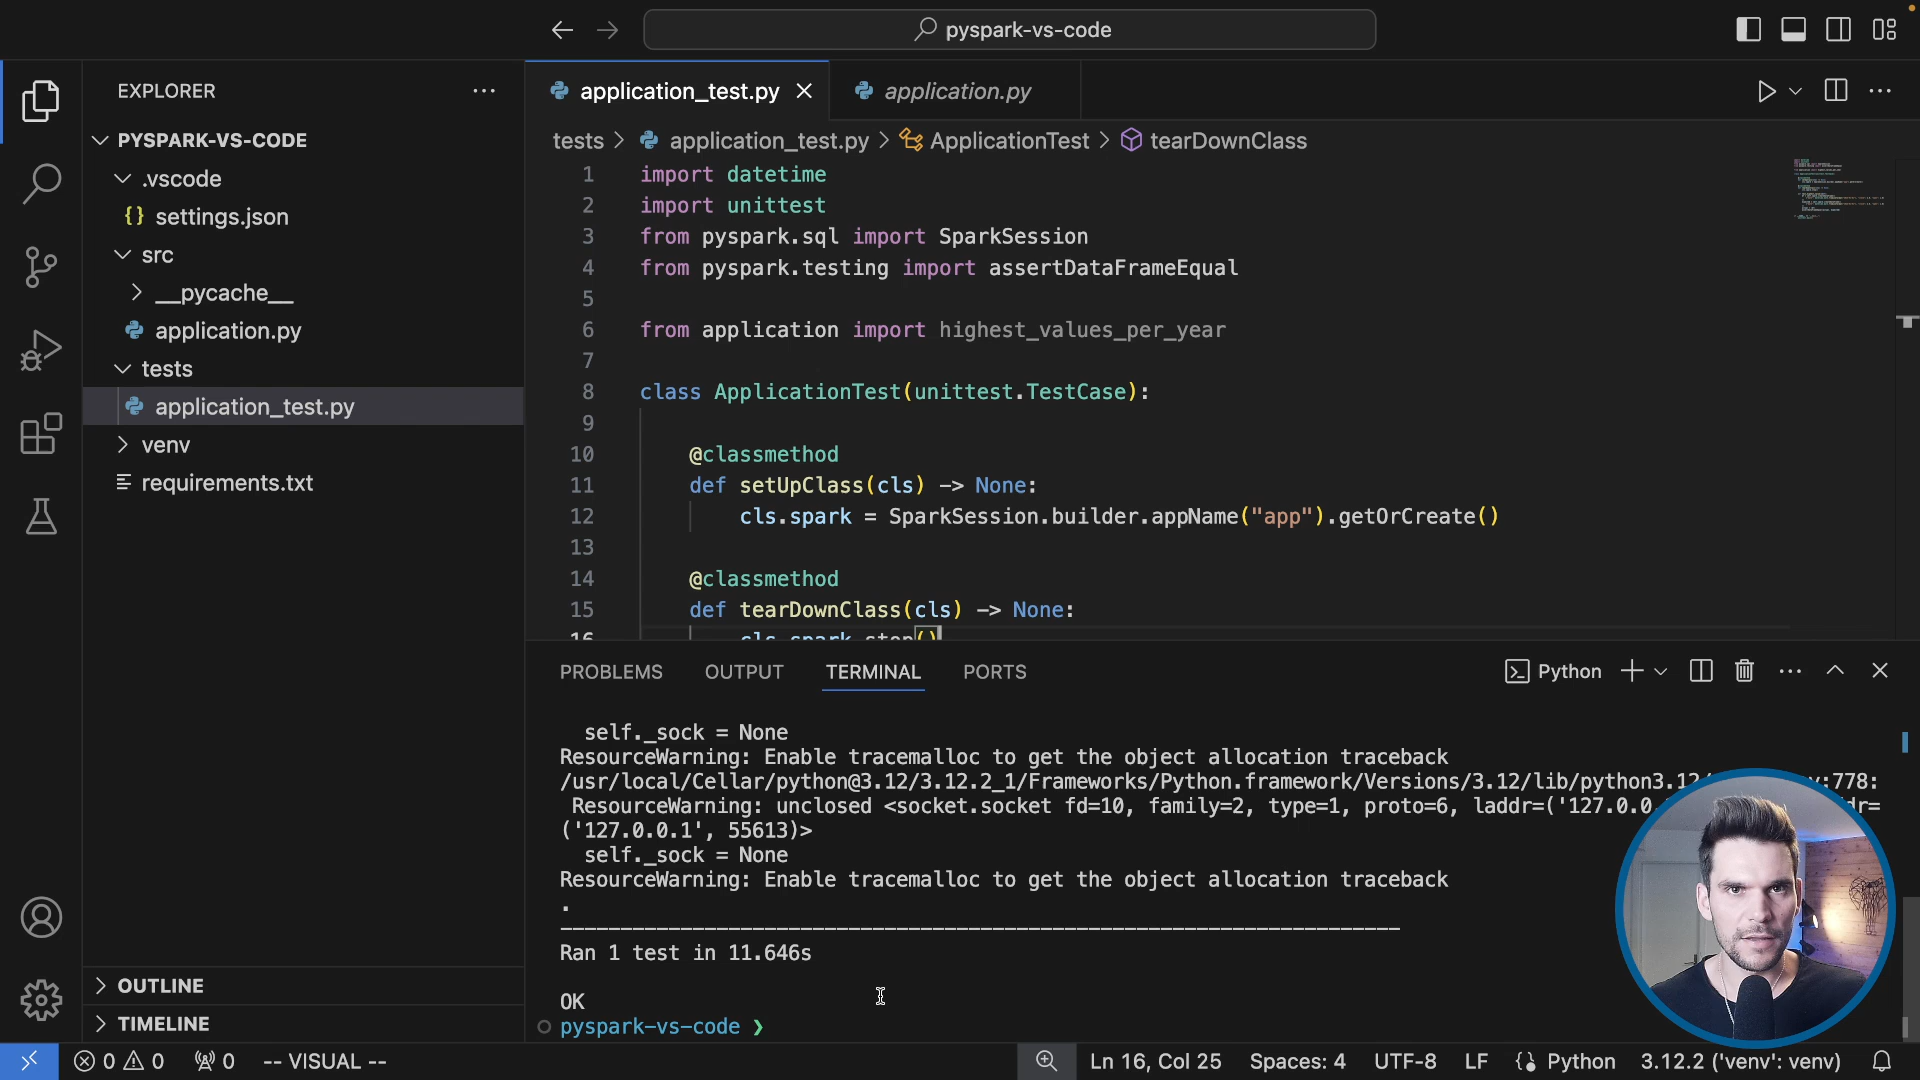 pyspark-vs-code
EXPLORER
PYSPARK-VS-CODE
.vscode
{} settings.json
src
__pycache__
application.py
tests
application_test.py
venv
requirements.txt
OUTLINE
TIMELINE
application_test.py
application.py
tests > application_test.py > ApplicationTest > tearDownClass
1 import datetime
2 import unittest
3 from pyspark.sql import SparkSession
4 from pyspark.testing import assertDataFrameEqual
5
6 from application import highest_values_per_year
7
8 class ApplicationTest(unittest.TestCase):
9
10 @classmethod
11 def setUpClass(cls) -> None:
12 cls.spark = SparkSession.builder.appName("app").getOrCreate()
13
14 @classmethod
15 def tearDownClass(cls) -> None:
16 cls.spark.stop()
PROBLEMS OUTPUT TERMINAL PORTS
Python
self._sock = None
ResourceWarning: Enable tracemalloc to get the object allocation traceback
/usr/local/Cellar/python@3.12/3.12.2_1/Frameworks/Python.framework/Versions/3.12/lib/python3.12/ :778:
ResourceWarning: unclosed <socket.socket fd=10, family=2, type=1, proto=6, laddr=('127.0.0
('127.0.0.1', 55613)>
self._sock = None
ResourceWarning: Enable tracemalloc to get the object allocation traceback
.
----------------------------------------------------------------------
Ran 1 test in 11.646s
OK
pyspark-vs-code ❯
0 0 0 -- VISUAL -- Ln 16, Col 25 Spaces: 4 UTF-8 LF {} Python 3.12.2 ('venv': venv)